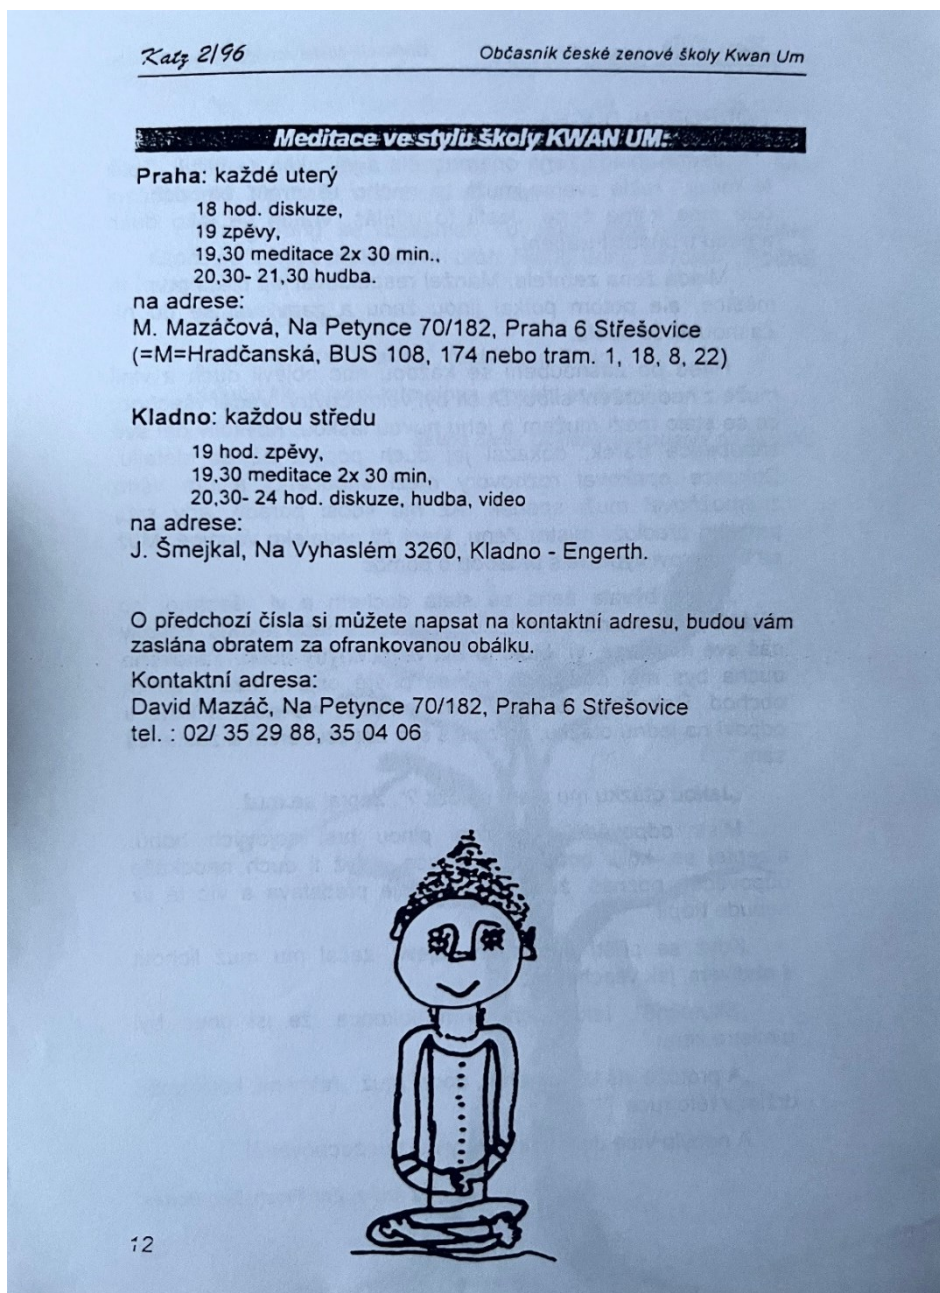 Katz 2/96
Občasník české zenové školy Kwan Um
Meditace ve stylu školy KWAN UM:
Praha: každé uterý
18 hod. diskuze,
19 zpěvy,
19,30 meditace 2x 30 min.,
20,30- 21,30 hudba.
na adrese:
M. Mazáčová, Na Petynce 70/182, Praha 6 Střešovice
(=M=Hradčanská, BUS 108, 174 nebo tram. 1, 18, 8, 22)
Kladno: každou středu
19 hod. zpěvy,
19,30 meditace 2x 30 min,
20,30- 24 hod. diskuze, hudba, video
na adrese:
J. Šmejkal, Na Vyhaslém 3260, Kladno - Engerth.
O předchozí čisla si můžete napsat na kontaktní adresu, budou vám
zaslána obratem za ofrankovanou obálku.
Kontaktní adresa:
David Mazáč, Na Petynce 70/182, Praha 6 Střešovice
tel. : 02/ 35 29 88, 35 04 06
12